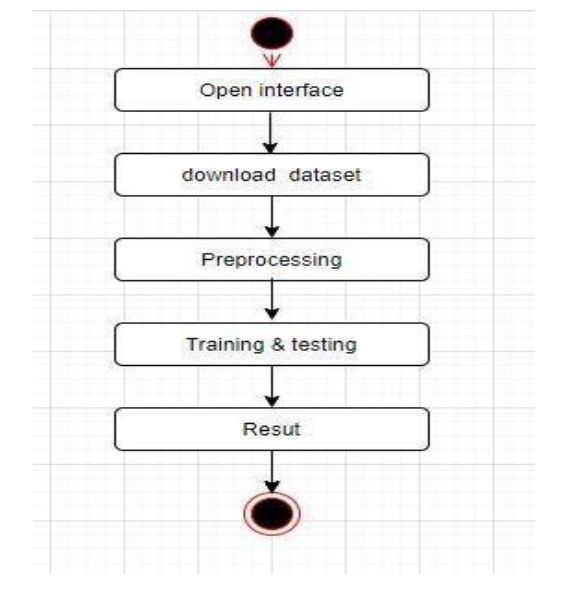 Open interface
download dataset
Preprocessing
Training & testing
Resut